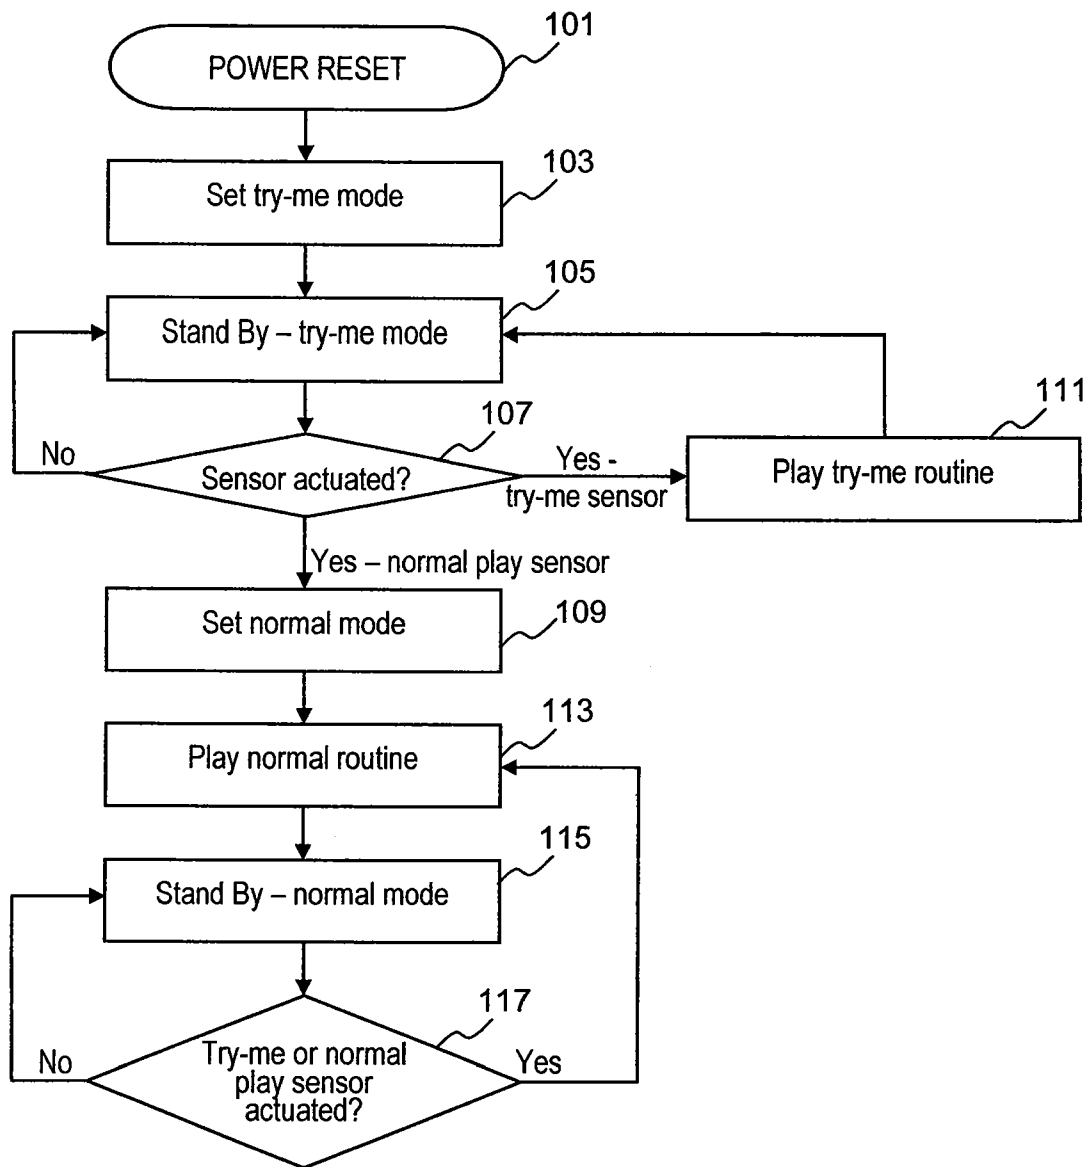 101
POWER RESET
103
Set try-me mode
105
Stand By – try-me mode
107
111
No
Sensor actuated?
Yes -
try-me sensor
Play try-me routine
Yes – normal play sensor
109
Set normal mode
113
Play normal routine
115
Stand By – normal mode
117
No
Try-me or normal
play sensor
actuated?
Yes